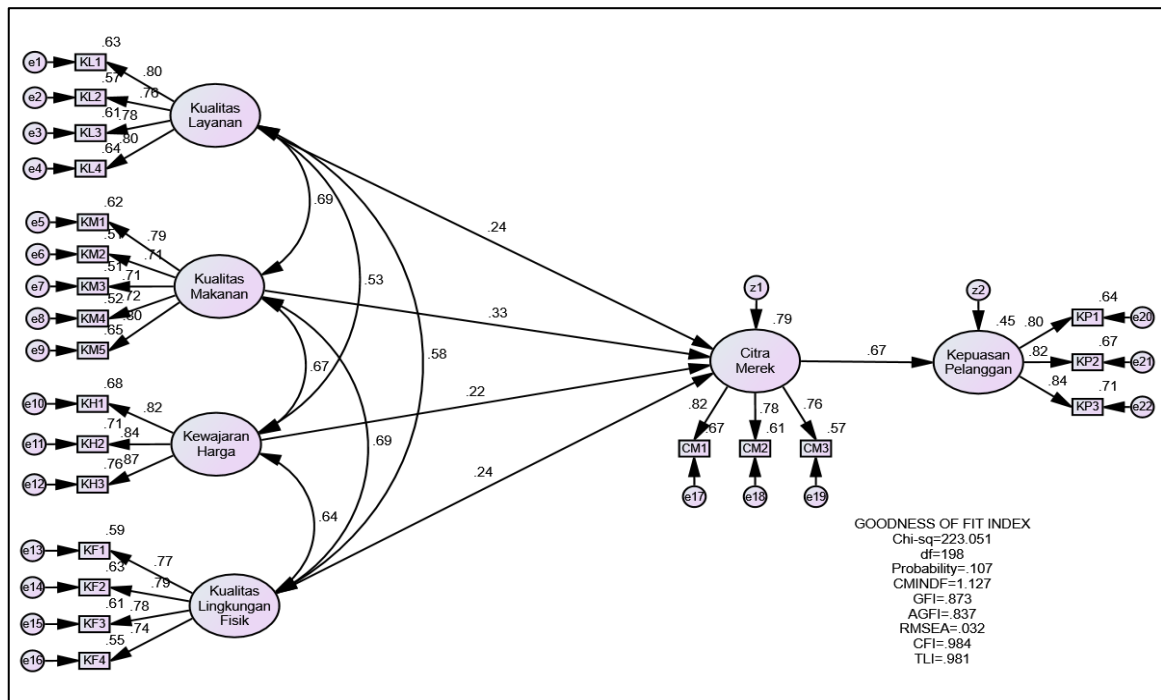 .63
e1
KL1
.80
.57
e2
KL2
.76
.61
.78
e3
KL3
.80
.64
e4
KL4
Kualitas
Layanan
.62
e5
KM1
.79
.51
e6
KM2
.71
.51
e7
KM3
.71
.52
.72
e8
KM4
.80
.65
e9
KM5
Kualitas
Makanan
.68
e10
KH1
.82
.71
e11
KH2
.84
.76
.87
e12
KH3
Kewajaran
Harga
.59
e13
KF1
.77
.63
e14
KF2
.79
.61
.78
e15
KF3
.74
.55
e16
KF4
Kualitas
Lingkungan
Fisik
.69
.53
.58
.67
.69
.64
.24
.33
.22
.24
z1
.79
Citra
Merek
.82
.78
.76
.67
.61
.57
CM1
CM2
CM3
e17
e18
e19
.67
z2
.45
Kepuasan
Pelanggan
.64
.80
KP1
e20
.67
.82
KP2
e21
.84
.71
KP3
e22
GOODNESS OF FIT INDEX
Chi-sq=223.051
df=198
Probability=.107
CMINDF=1.127
GFI=.873
AGFI=.837
RMSEA=.032
CFI=.984
TLI=.981